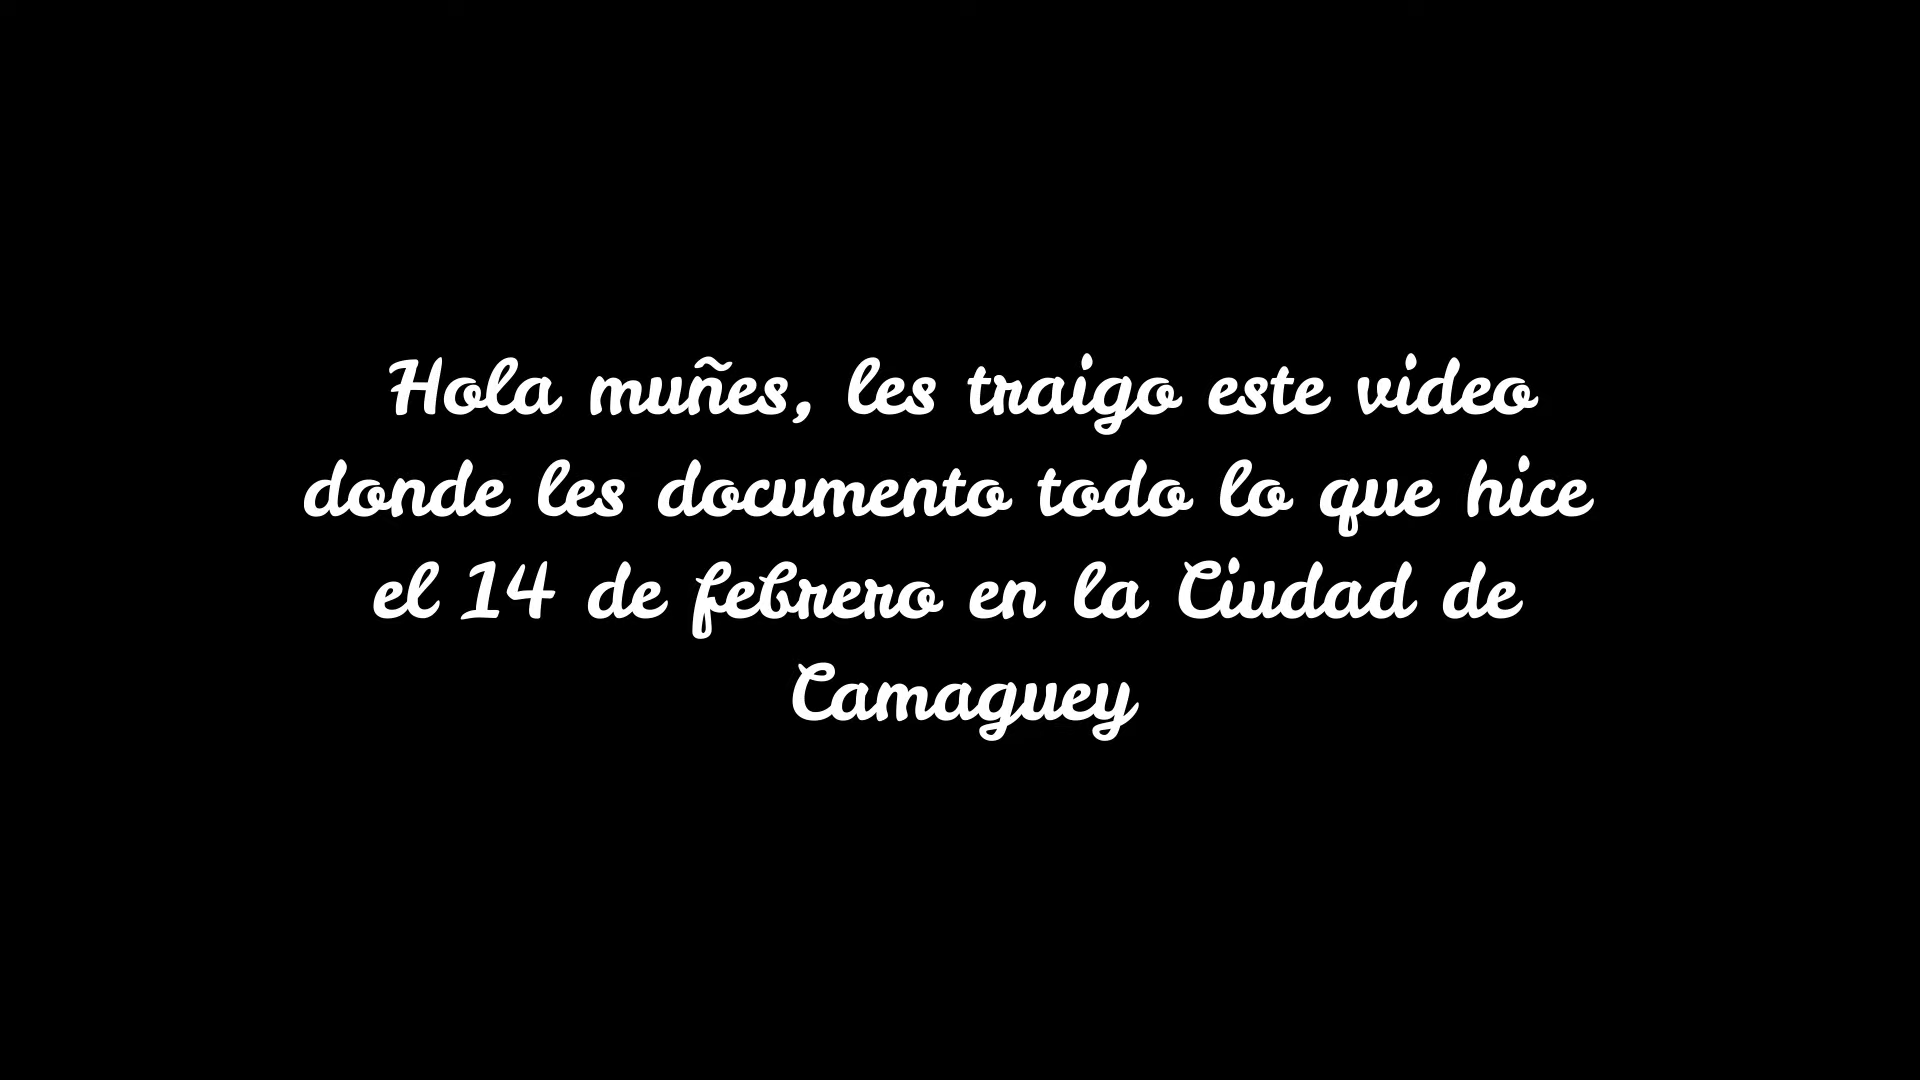 Hola muñes, les traigo este video
donde les documento todo lo que hice
el 14 de febrero en la Ciudad de
Camaguey